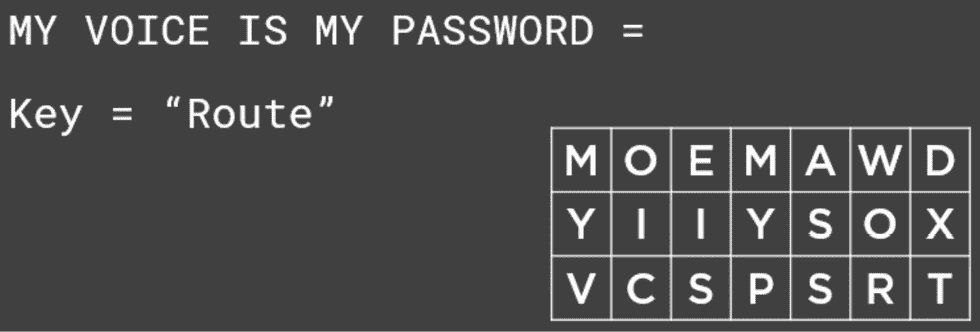 MY VOICE IS MY PASSWORD =
Key = “Route”
M O E M A W D
Y I I Y S O X
V C S P S R T